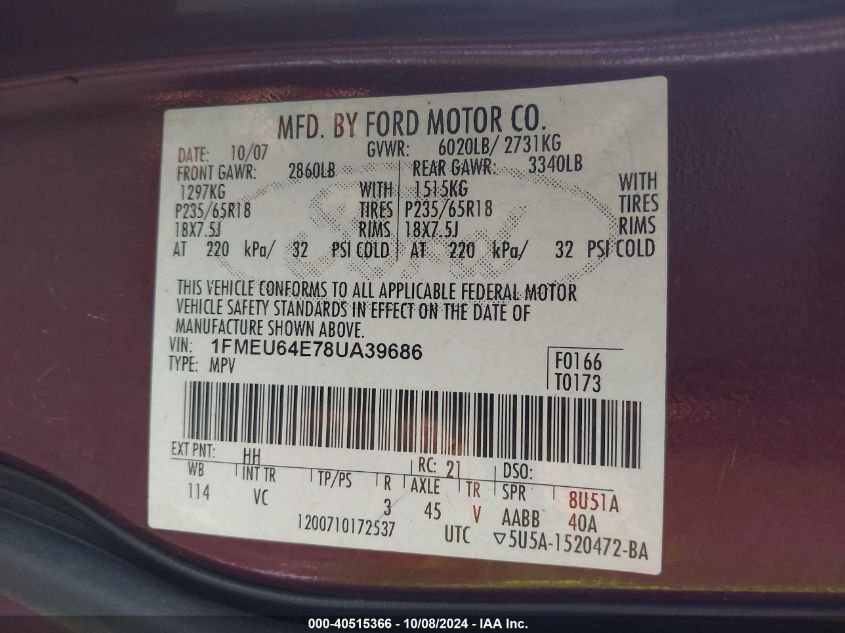 MFD. BY FORD MOTOR CO.
DATE: 10/07 GVWR: 6020LB/ 2731KG
FRONT GAWR: 2860LB REAR GAWR: 3340LB
1297KG WITH 1515KG WITH
P235/65R18 TIRES P235/65R18 TIRES
18X7.5J RIMS 18X7.5J RIMS
AT 220 kPa/ 32 PSI COLD AT 220 kPa/ 32 PSI COLD
THIS VEHICLE CONFORMS TO ALL APPLICABLE FEDERAL MOTOR
VEHICLE SAFETY STANDARDS IN EFFECT ON THE DATE OF
MANUFACTURE SHOWN ABOVE.
VIN: 1FMEU64E78UA39686 F0166
TYPE: MPV T0173
EXT PNT: HH RC: 21 DSO:
WB INT TR TP/PS R AXLE TR SPR 8U51A
114 VC 3 45 V AABB 40A
1200710172537 UTC ▽5U5A-1520472-BA
Ford
000-40515366 - 10/08/2024 - IAA Inc.